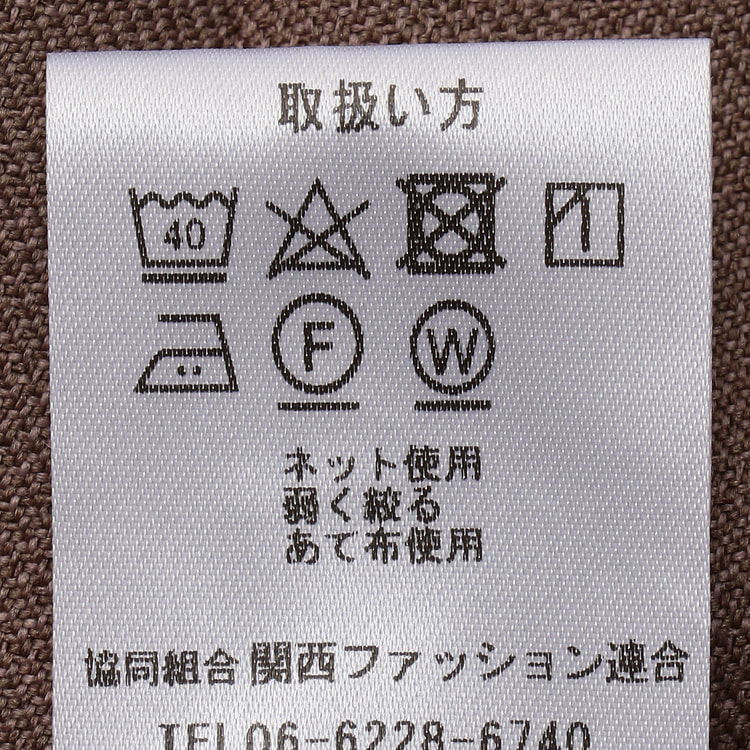 取扱い方
40
F W
ネット使用
弱く絞る
あて布使用
協同組合 関西ファッション連合
TEL06-6228-6740